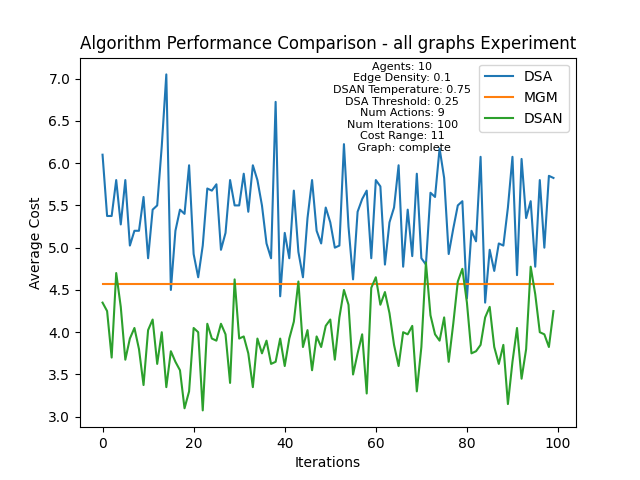 Algorithm Performance Comparison - all graphs Experiment
Agents: 10
Edge Density: 0.1
DSAN Temperature: 0.75
DSA Threshold: 0.25
Num Actions: 9
Num Iterations: 100
Cost Range: 11
Graph: complete
DSA
MGM
DSAN
Average Cost
7.0
6.5
6.0
5.5
5.0
4.5
4.0
3.5
3.0
0 20 40 60 80 100
Iterations